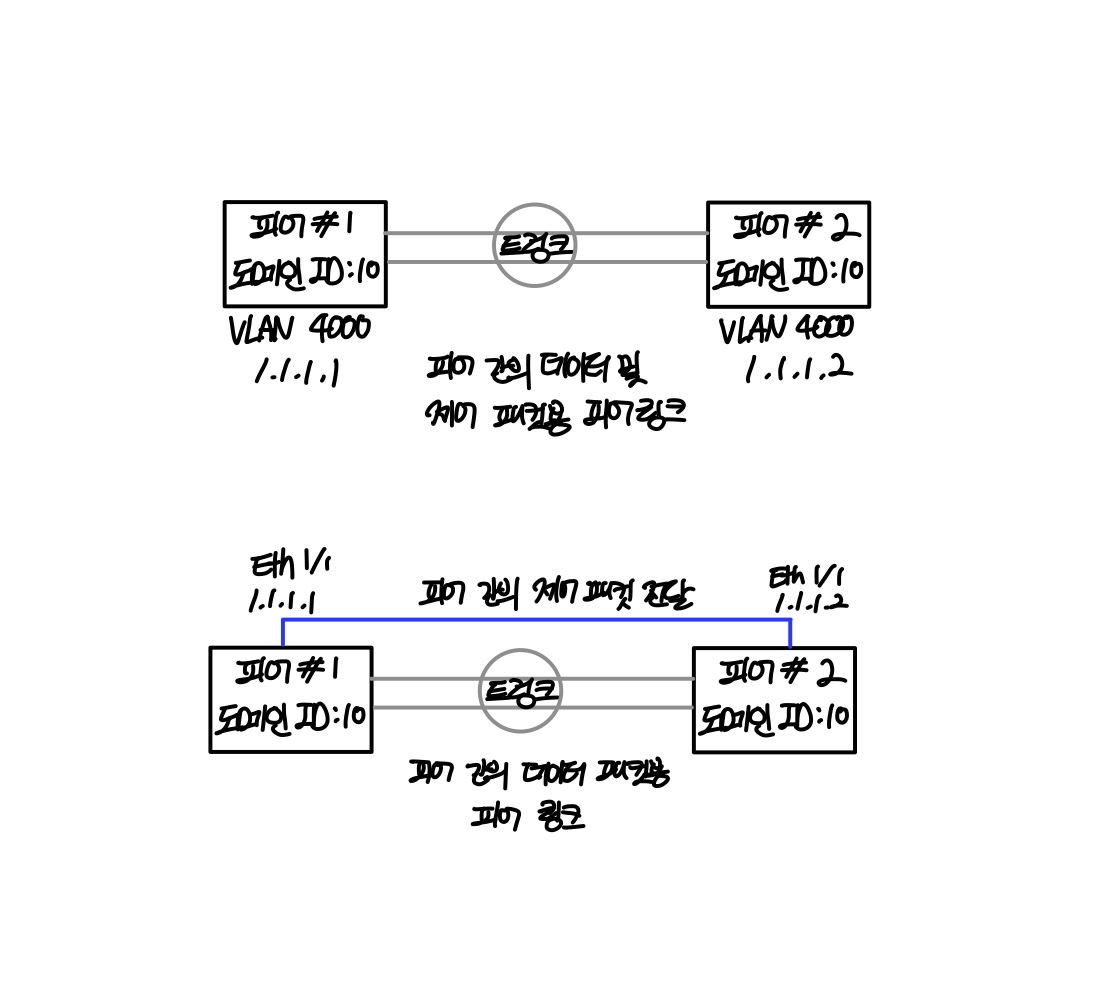 피어 #1
도메인 ID:10
VLAN 4000
1.1.1.1
트렁크
피어 간의 데이터 및
제어 패킷용 피어링크
피어 # 2
도메인 ID:10
VLAN 4000
1.1.1.2
Eth 1/1
1.1.1.1
피어 간의 제어 패킷 전달
Eth 1/1
1.1.1.2
피어 #1
도메인 ID:10
트렁크
피어 # 2
도메인 ID:10
피어 간의 데이터 패킷용
피어 링크